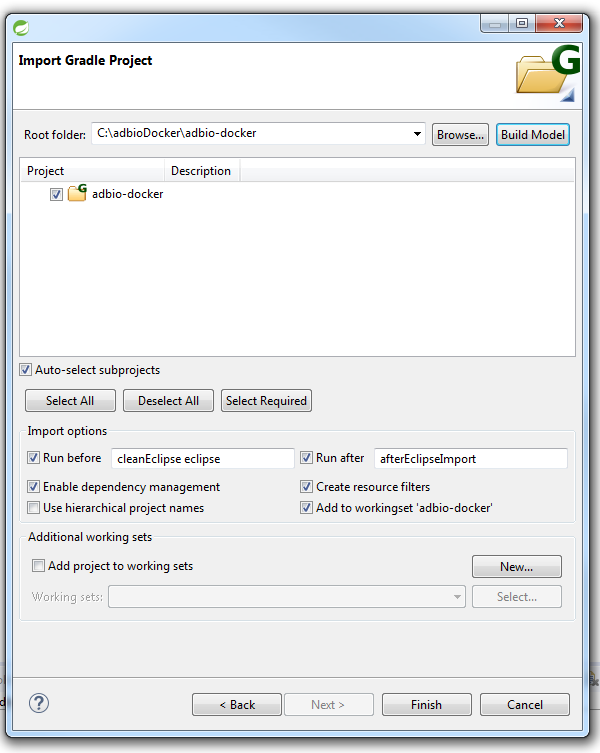 Import Gradle Project
G
Root folder: C:\adbioDocker\adbio-docker Browse... Build Model
Project Description
G adbio-docker
Auto-select subprojects
Select All Deselect All Select Required
Import options
Run before cleanEclipse eclipse Run after afterEclipseImport
Enable dependency management Create resource filters
Use hierarchical project names Add to workingset 'adbio-docker'
Additional working sets
Add project to working sets New...
Working sets: Select...
? < Back Next > Finish Cancel